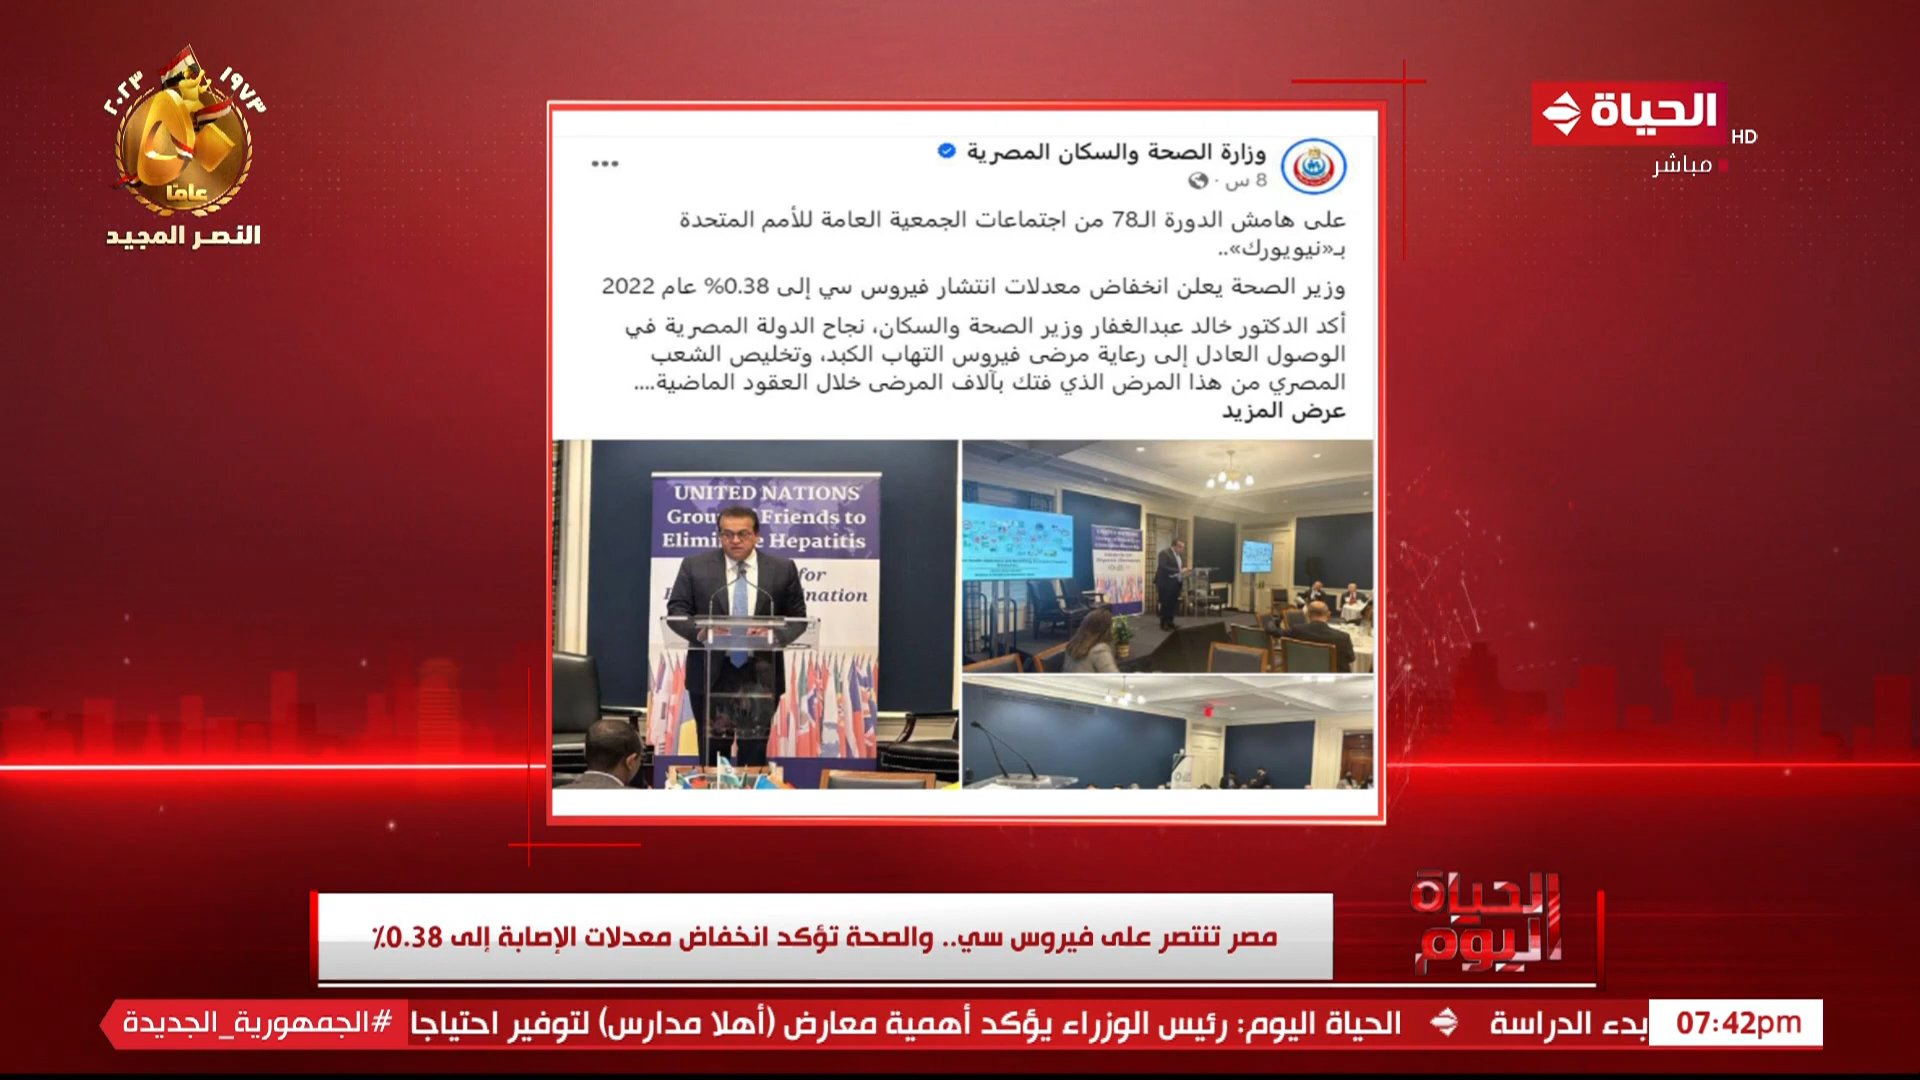 ١٩٧٣
٢٠٢٣
٥٠
عامًا
النصر المجيد
الحياة
HD
مباشر
وزارة الصحة والسكان المصرية
8 س ·
على هامش الدورة الـ78 من اجتماعات الجمعية العامة للأمم المتحدة
بـ«نيويورك»..
وزير الصحة يعلن انخفاض معدلات انتشار فيروس سي إلى 0.38% عام 2022
أكد الدكتور خالد عبدالغفار وزير الصحة والسكان، نجاح الدولة المصرية في
الوصول العادل إلى رعاية مرضى فيروس التهاب الكبد، وتخليص الشعب
المصري من هذا المرض الذي فتك بآلاف المرضى خلال العقود الماضية....
عرض المزيد
UNITED NATIONS
Friends to
Hepatitis
for
الحياة
اليوم
مصر تنتصر على فيروس سي.. والصحة تؤكد انخفاض معدلات الإصابة إلى 0.38٪
07:42pm
بدء الدراسة
الحياة اليوم: رئيس الوزراء يؤكد أهمية معارض (أهلا مدارس) لتوفير احتياجا
#الجمهورية_الجديدة